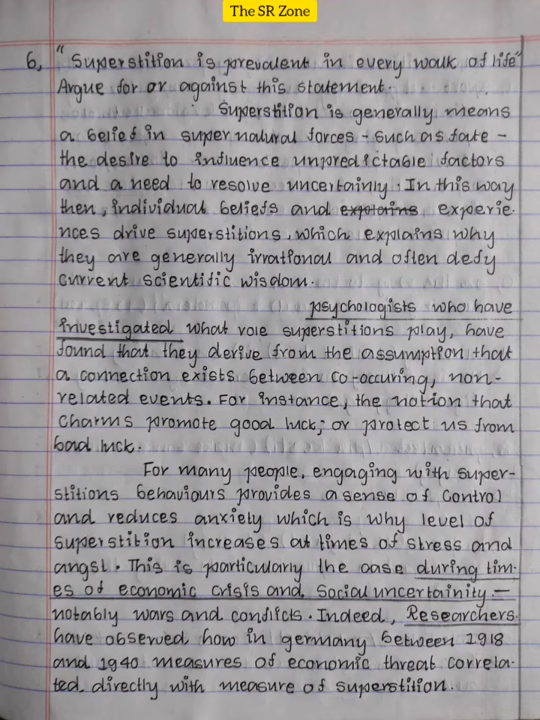 The SR Zone
6, "Superstition is prevalent in every walk of life"
Argue for or against this statement.
Superstition is generally means
a belief in supernatural forces - such as fate -
the desire to influence unpredictable factors
and a need to resolve uncertainly. In this way
then, individual beliefs and explains experie-
nces drive superstitions, which explains why
they are generally irrational and often defy
current scientific wisdom.
psychologists who have
investigated what role superstitions play, have
found that they derive from the assumption that
a connection exists between co-occuring, non-
related events. For instance, the notion that
charms promote good luck; or protect us from
bad luck.
For many people, engaging with super-
stitions behaviours provides a sense of control
and reduces anxiety which is why level of
superstition increases at times of stress and
angst. This is particularly the case during tim-
es of economic crisis and social uncertainity -
notably wars and conflicts. Indeed, Researchers
have observed how in germany between 1918
and 1940 measures of economic threat correla-
ted directly with measure of superstition.